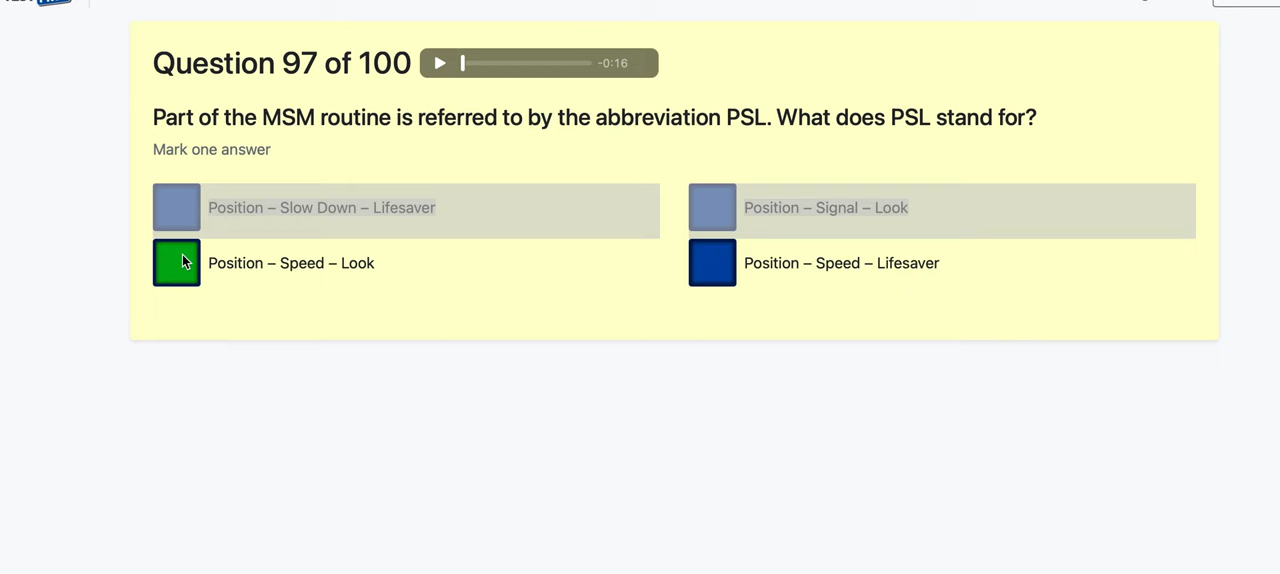 Question 97 of 100
-0:16
Part of the MSM routine is referred to by the abbreviation PSL. What does PSL stand for?
Mark one answer
Position – Slow Down – Lifesaver
Position – Signal – Look
Position – Speed – Look
Position – Speed – Lifesaver